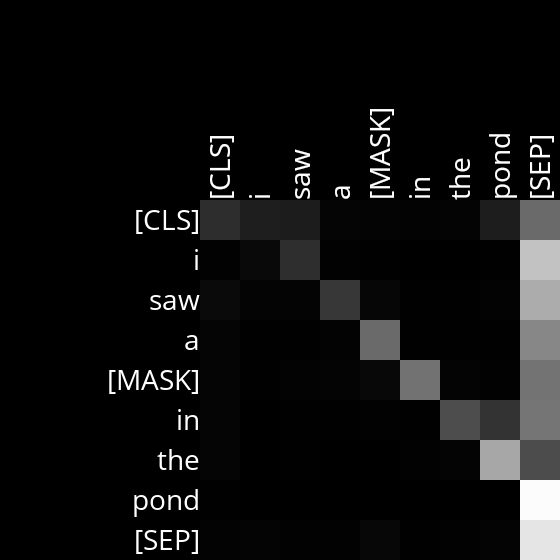 [CLS] i saw a [MASK] in the pond [SEP]
[CLS]
i
saw
a
[MASK]
in
the
pond
[SEP]